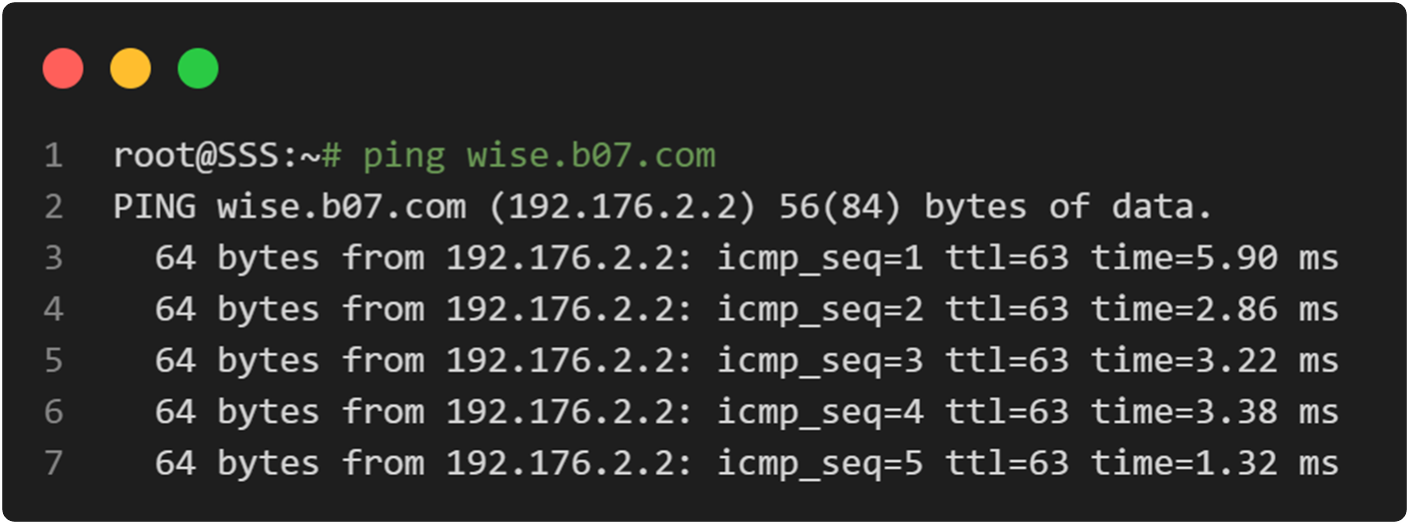 1 root@SSS:~# ping wise.b07.com
2 PING wise.b07.com (192.176.2.2) 56(84) bytes of data.
3 64 bytes from 192.176.2.2: icmp_seq=1 ttl=63 time=5.90 ms
4 64 bytes from 192.176.2.2: icmp_seq=2 ttl=63 time=2.86 ms
5 64 bytes from 192.176.2.2: icmp_seq=3 ttl=63 time=3.22 ms
6 64 bytes from 192.176.2.2: icmp_seq=4 ttl=63 time=3.38 ms
7 64 bytes from 192.176.2.2: icmp_seq=5 ttl=63 time=1.32 ms